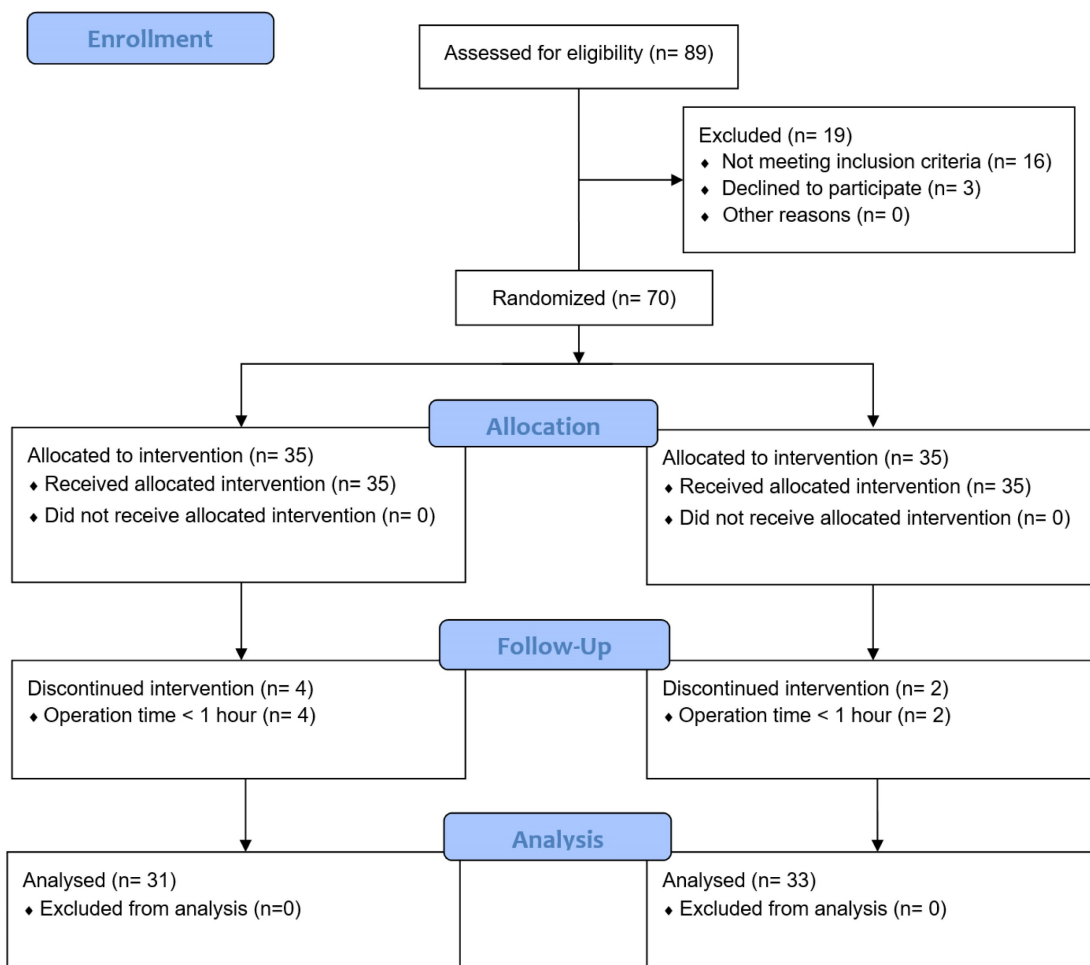 Enrollment
Assessed for eligibility (n= 89)
Excluded (n= 19)
♦ Not meeting inclusion criteria (n= 16)
♦ Declined to participate (n= 3)
♦ Other reasons (n= 0)
Randomized (n= 70)
Allocation
Allocated to intervention (n= 35)
♦ Received allocated intervention (n= 35)
♦ Did not receive allocated intervention (n= 0)
Allocated to intervention (n= 35)
♦ Received allocated intervention (n= 35)
♦ Did not receive allocated intervention (n= 0)
Follow-Up
Discontinued intervention (n= 4)
♦ Operation time < 1 hour (n= 4)
Discontinued intervention (n= 2)
♦ Operation time < 1 hour (n= 2)
Analysis
Analysed (n= 31)
♦ Excluded from analysis (n=0)
Analysed (n= 33)
♦ Excluded from analysis (n= 0)